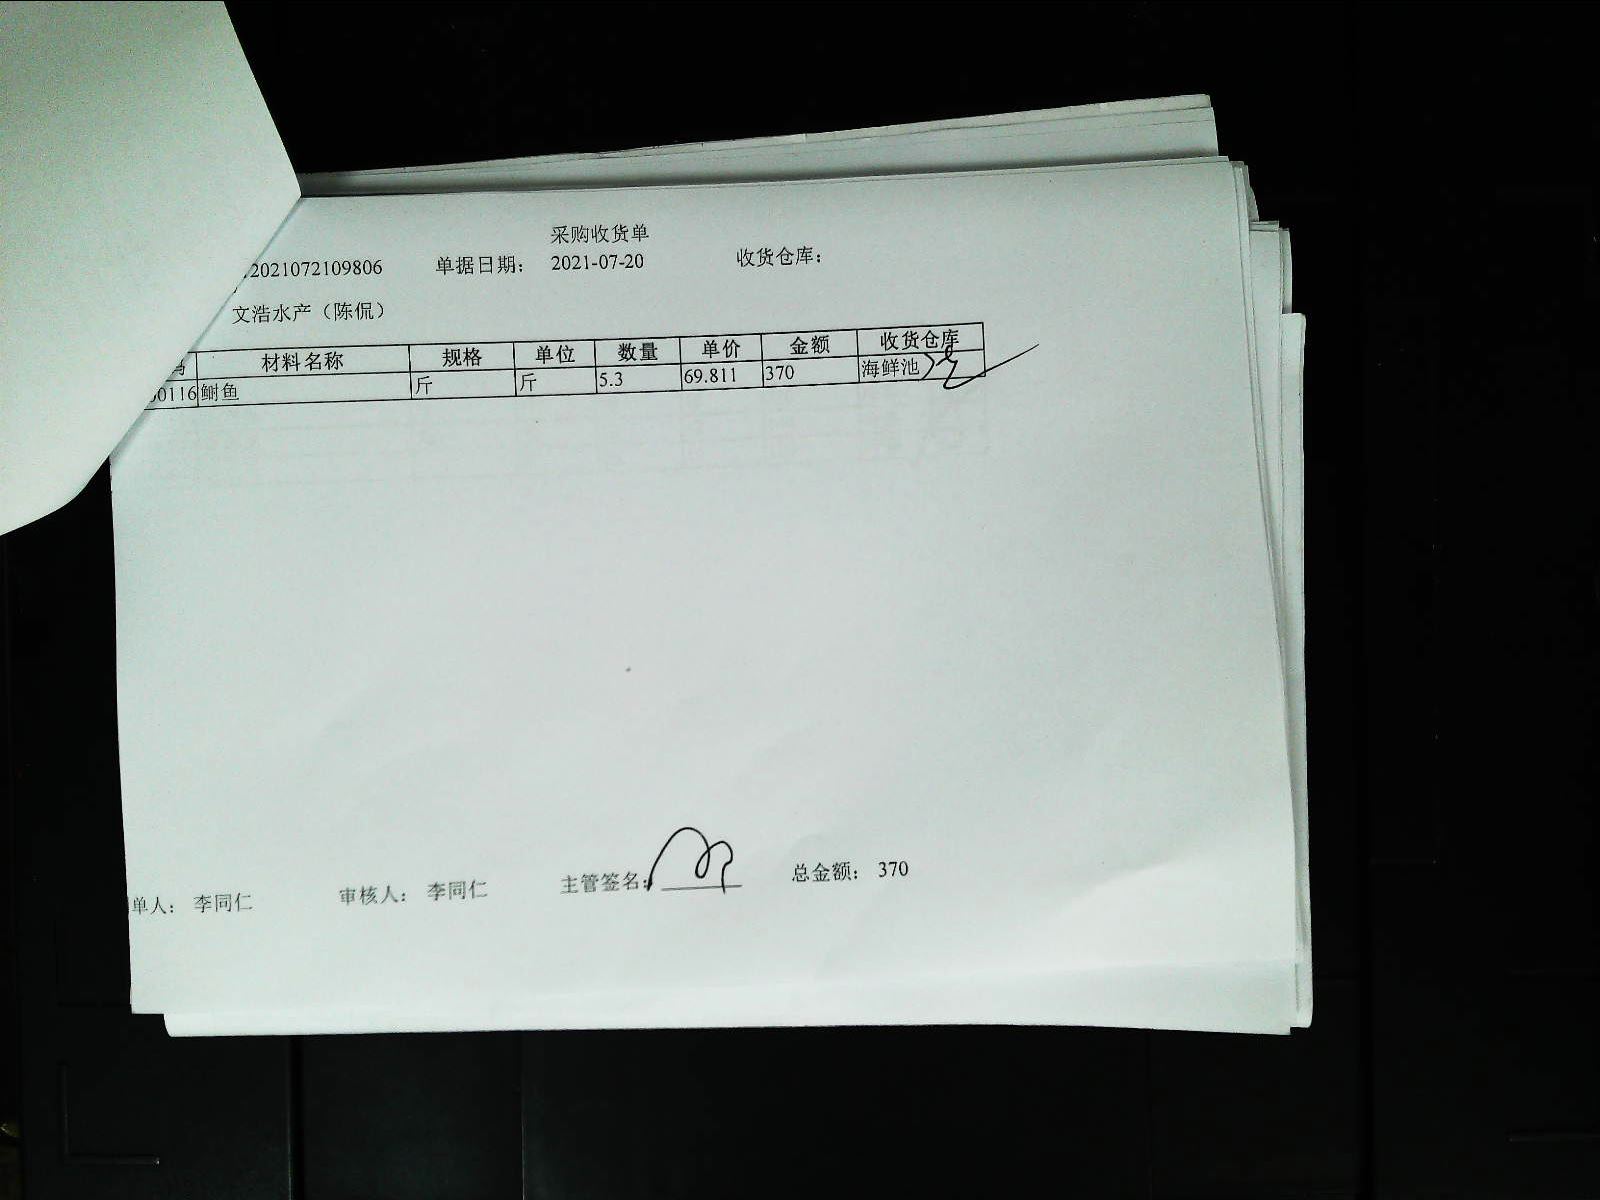 采购收货单
2021072109806 单据日期： 2021-07-20 收货仓库：
文浩水产（陈侃）
材料名称 规格 单位 数量 单价 金额 收货仓库
0116 鲥鱼 斤 斤 5.3 69.811 370 海鲜池
单人： 李同仁 审核人： 李同仁 主管签名： 总金额： 370